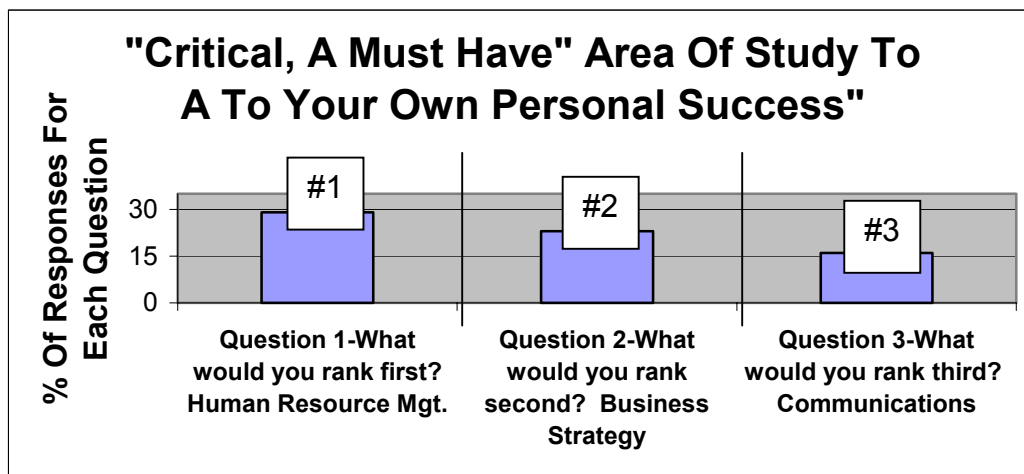 "Critical, A Must Have" Area Of Study To
A To Your Own Personal Success"
% Of Responses For
Each Question
30
15
0
#1
#2
#3
Question 1-What
would you rank first?
Human Resource Mgt.
Question 2-What
would you rank
second? Business
Strategy
Question 3-What
would you rank third?
Communications